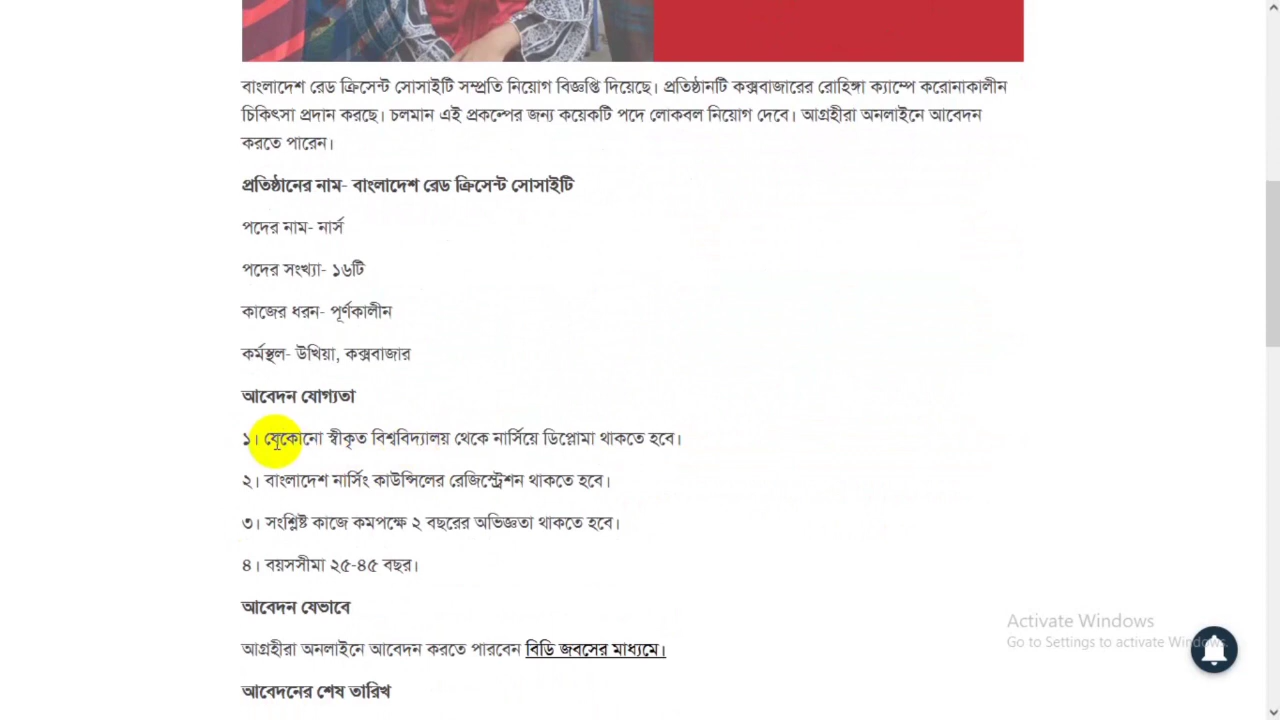 বাংলাদেশ রেড ক্রিসেন্ট সোসাইটি সম্প্রতি নিয়োগ বিজ্ঞপ্তি দিয়েছে। প্রতিষ্ঠানটি কক্সবাজারের রোহিঙ্গা ক্যাম্পে করোনাকালীন
চিকিৎসা প্রদান করছে। চলমান এই প্রকল্পের জন্য কয়েকটি পদে লোকবল নিয়োগ দেবে। আগ্রহীরা অনলাইনে আবেদন
করতে পারেন।
প্রতিষ্ঠানের নাম- বাংলাদেশ রেড ক্রিসেন্ট সোসাইটি
পদের নাম- নার্স
পদের সংখ্যা- ১৬টি
কাজের ধরন- পূর্ণকালীন
কর্মস্থল- উখিয়া, কক্সবাজার
আবেদন যোগ্যতা
১। যেকোনো স্বীকৃত বিশ্ববিদ্যালয় থেকে নার্সিয়ে ডিপ্লোমা থাকতে হবে।
২। বাংলাদেশ নার্সিং কাউন্সিলের রেজিস্ট্রেশন থাকতে হবে।
৩। সংশ্লিষ্ট কাজে কমপক্ষে ২ বছরের অভিজ্ঞতা থাকতে হবে।
৪। বয়সসীমা ২৫-৪৫ বছর।
আবেদন যেভাবে
আগ্রহীরা অনলাইনে আবেদন করতে পারবেন বিডি জবসের মাধ্যমে।
আবেদনের শেষ তারিখ
Activate Windows
Go to Settings to activate Windows.